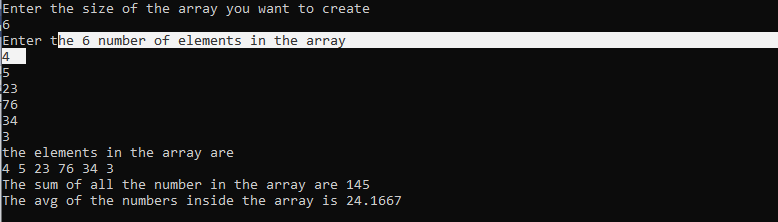 Enter the size of the array you want to create
6
Enter the 6 number of elements in the array
4
5
23
76
34
3
the elements in the array are
4 5 23 76 34 3
The sum of all the number in the array are 145
The avg of the numbers inside the array is 24.1667